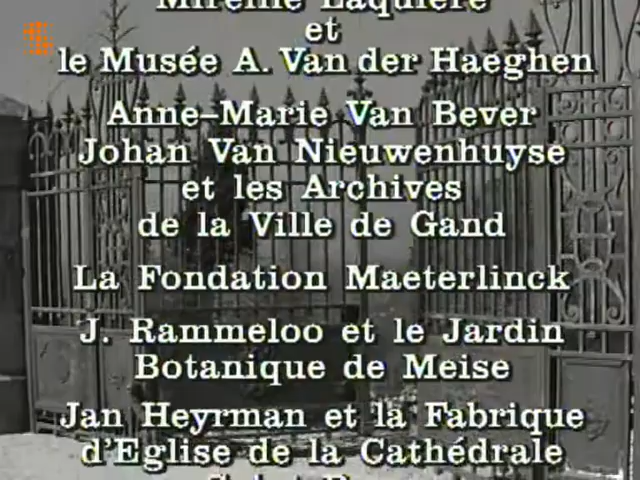 Mireille Laquière
et
le Musée A. Van der Haeghen
Anne–Marie Van Bever
Johan Van Nieuwenhuyse
et les Archives
de la Ville de Gand
La Fondation Maeterlinck
J. Rammeloo et le Jardin
Botanique de Meise
Jan Heyrman et la Fabrique
d'Eglise de la Cathédrale